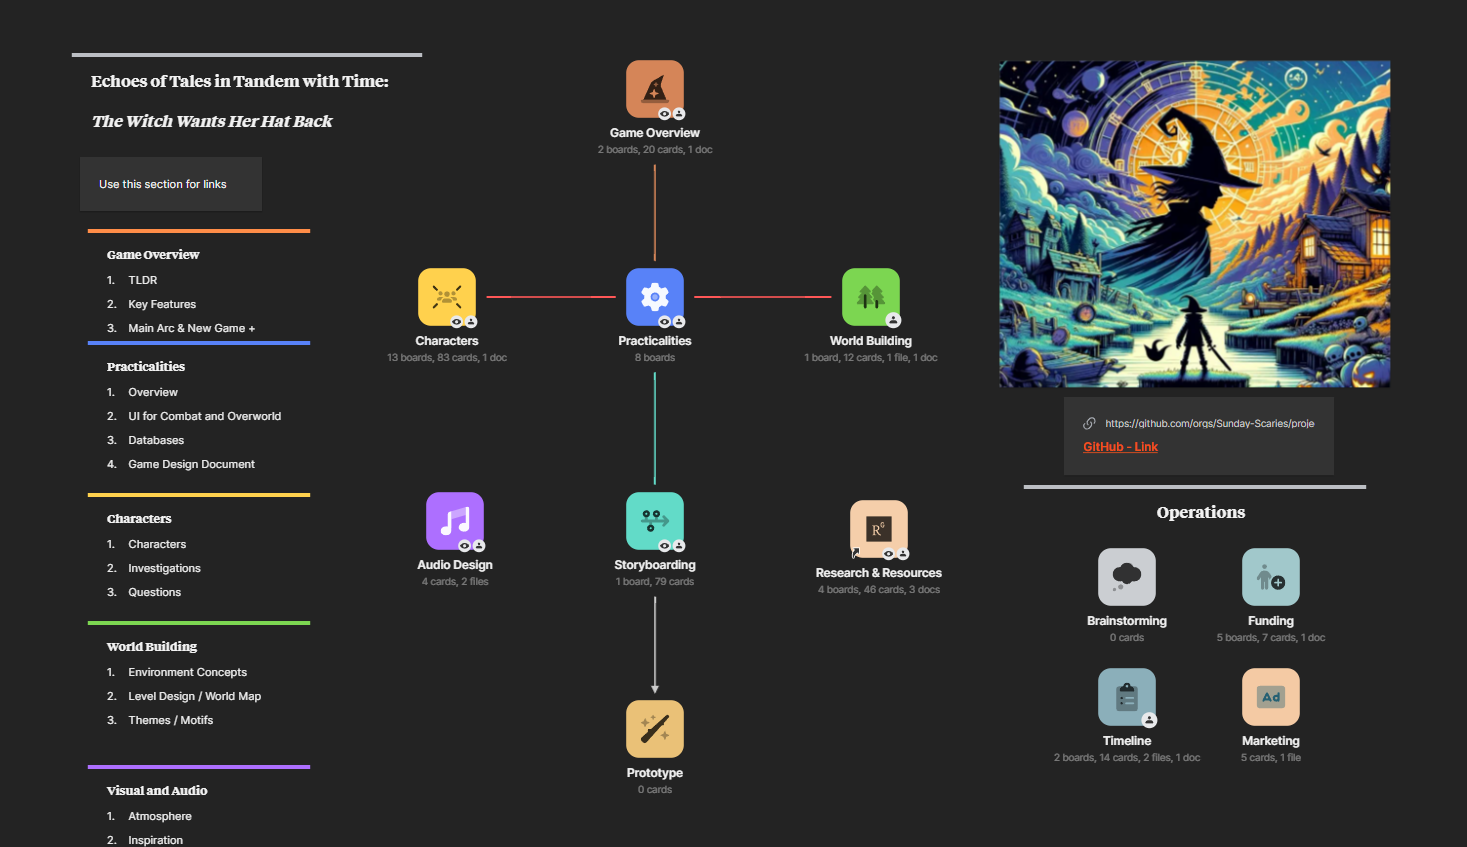 Echoes of Tales in Tandem with Time:
The Witch Wants Her Hat Back
Use this section for links
Game Overview
1. TLDR
2. Key Features
3. Main Arc & New Game +
Practicalities
1. Overview
2. UI for Combat and Overworld
3. Databases
4. Game Design Document
Characters
1. Characters
2. Investigations
3. Questions
World Building
1. Environment Concepts
2. Level Design / World Map
3. Themes / Motifs
Visual and Audio
1. Atmosphere
2. Inspiration
Game Overview
2 boards, 20 cards, 1 doc
Characters
13 boards, 83 cards, 1 doc
Practicalities
8 boards
World Building
1 board, 12 cards, 1 file, 1 doc
Audio Design
4 cards, 2 files
Storyboarding
1 board, 79 cards
RG
Research & Resources
4 boards, 46 cards, 3 docs
Prototype
0 cards
https://github.com/orgs/Sunday-Scaries/proje
GitHub - Link
Operations
Brainstorming
0 cards
Funding
5 boards, 7 cards, 1 doc
Timeline
2 boards, 14 cards, 2 files, 1 doc
Ad
Marketing
5 cards, 1 file